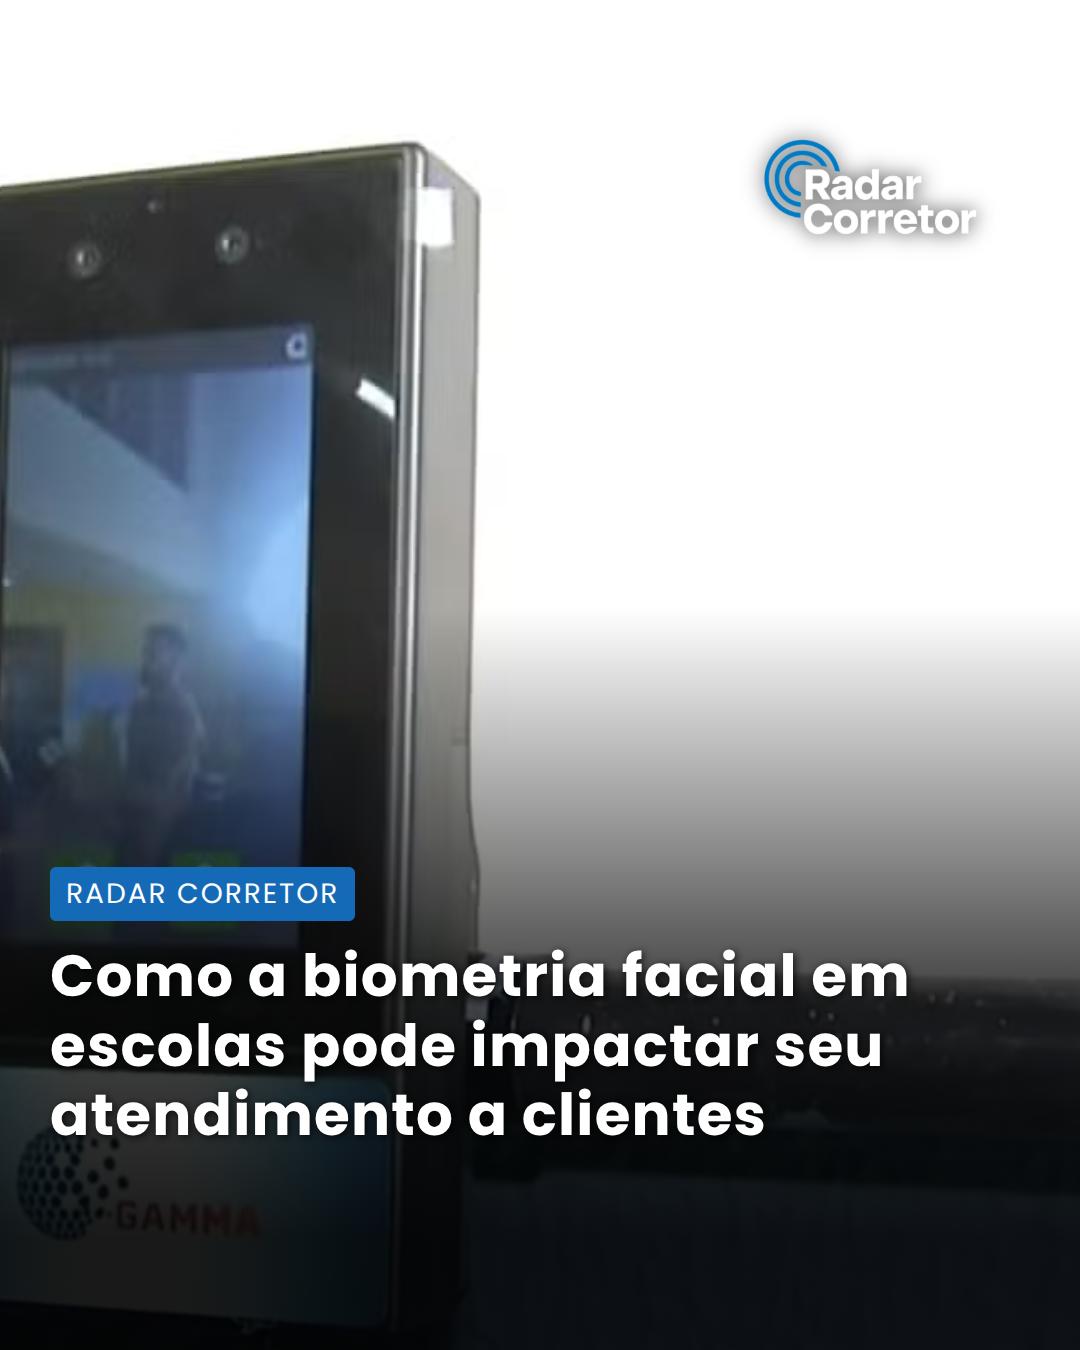 Radar
Corretor
RADAR CORRETOR
Como a biometria facial em
escolas pode impactar seu
atendimento a clientes
GAMMA